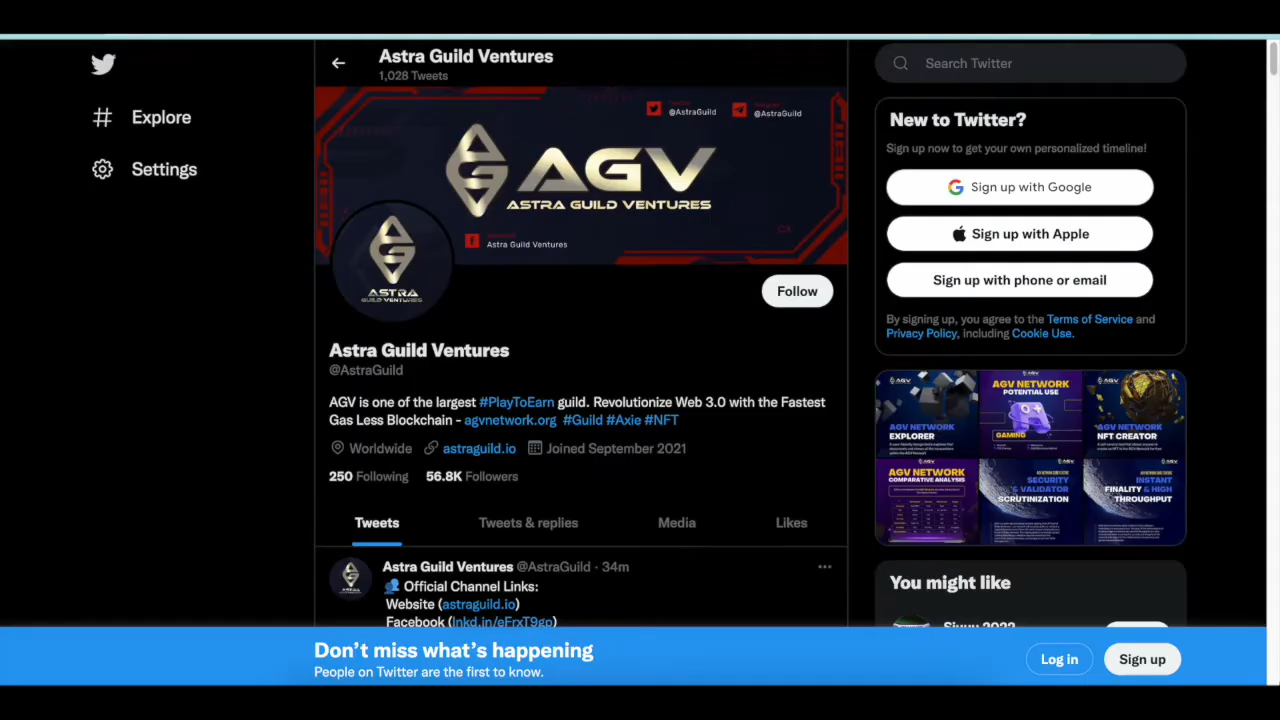 Explore
Settings
Astra Guild Ventures
1,028 Tweets
@AstraGuild
@AstraGuild
AGV
ASTRA GUILD VENTURES
Astra Guild Ventures
ASTRA
GUILD VENTURES
Follow
Astra Guild Ventures
@AstraGuild
AGV is one of the largest #PlayToEarn guild. Revolutionize Web 3.0 with the Fastest
Gas Less Blockchain - agvnetwork.org #Guild #Axie #NFT
Worldwide astraguild.io Joined September 2021
250 Following 56.8K Followers
Tweets Tweets & replies Media Likes
Astra Guild Ventures @AstraGuild · 34m
Official Channel Links:
Website (astraguild.io)
Facebook (lnkd.in/eFrxT9gp)
Search Twitter
New to Twitter?
Sign up now to get your own personalized timeline!
Sign up with Google
Sign up with Apple
Sign up with phone or email
By signing up, you agree to the Terms of Service and
Privacy Policy, including Cookie Use.
AGV NETWORK
EXPLORER
AGV NETWORK
POTENTIAL USE
GAMING
AGV NETWORK
NFT CREATOR
AGV NETWORK
COMPARATIVE ANALYSIS
SECURITY
& VALIDATOR
SCRUTINIZATION
INSTANT
FINALITY & HIGH
THROUGHPUT
You might like
Don't miss what's happening
People on Twitter are the first to know.
Log in
Sign up